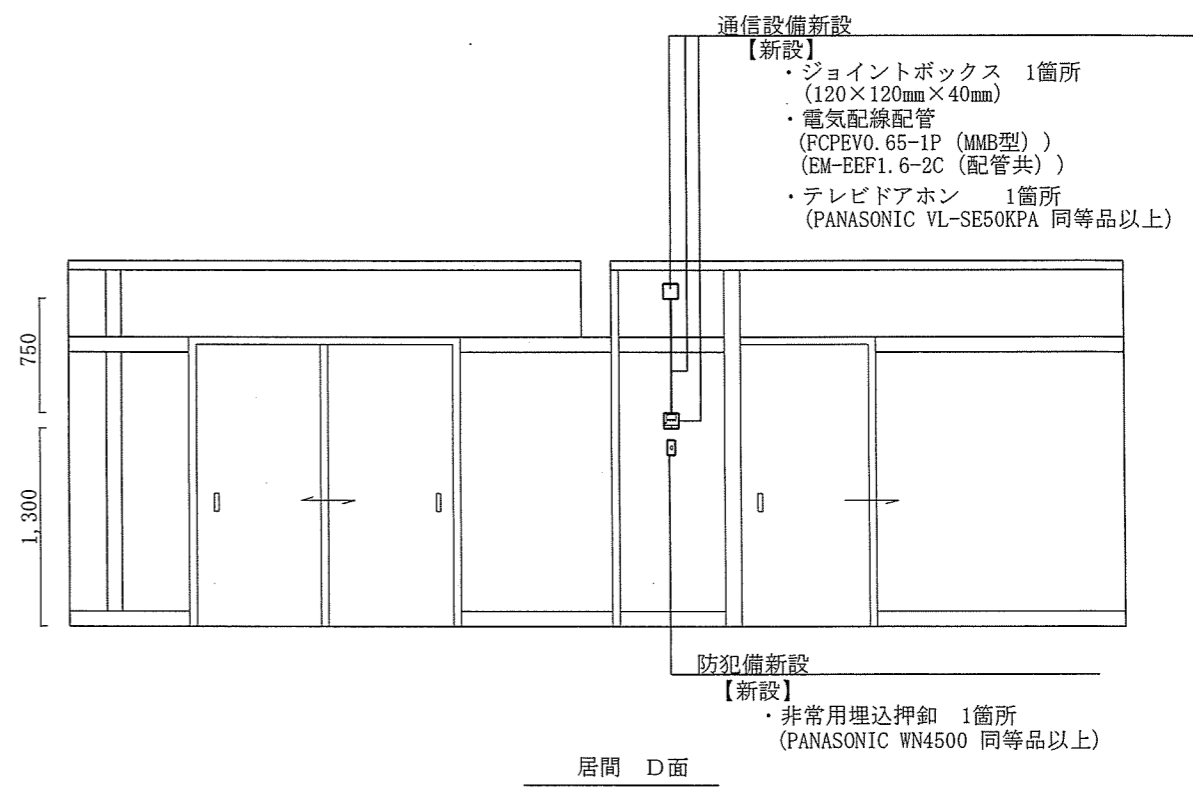 通信設備新設
【新設】
・ジョイントボックス 1箇所
(120×120mm×40mm)
・電気配線配管
(FCPEV0.65-1P (MMB型) )
(EM-EEF1.6-2C (配管共) )
・テレビドアホン 1箇所
(PANASONIC VL-SE50KPA 同等品以上)
750
1,300
防犯備新設
【新設】
・非常用埋込押釦 1箇所
(PANASONIC WN4500 同等品以上)
居間 D面